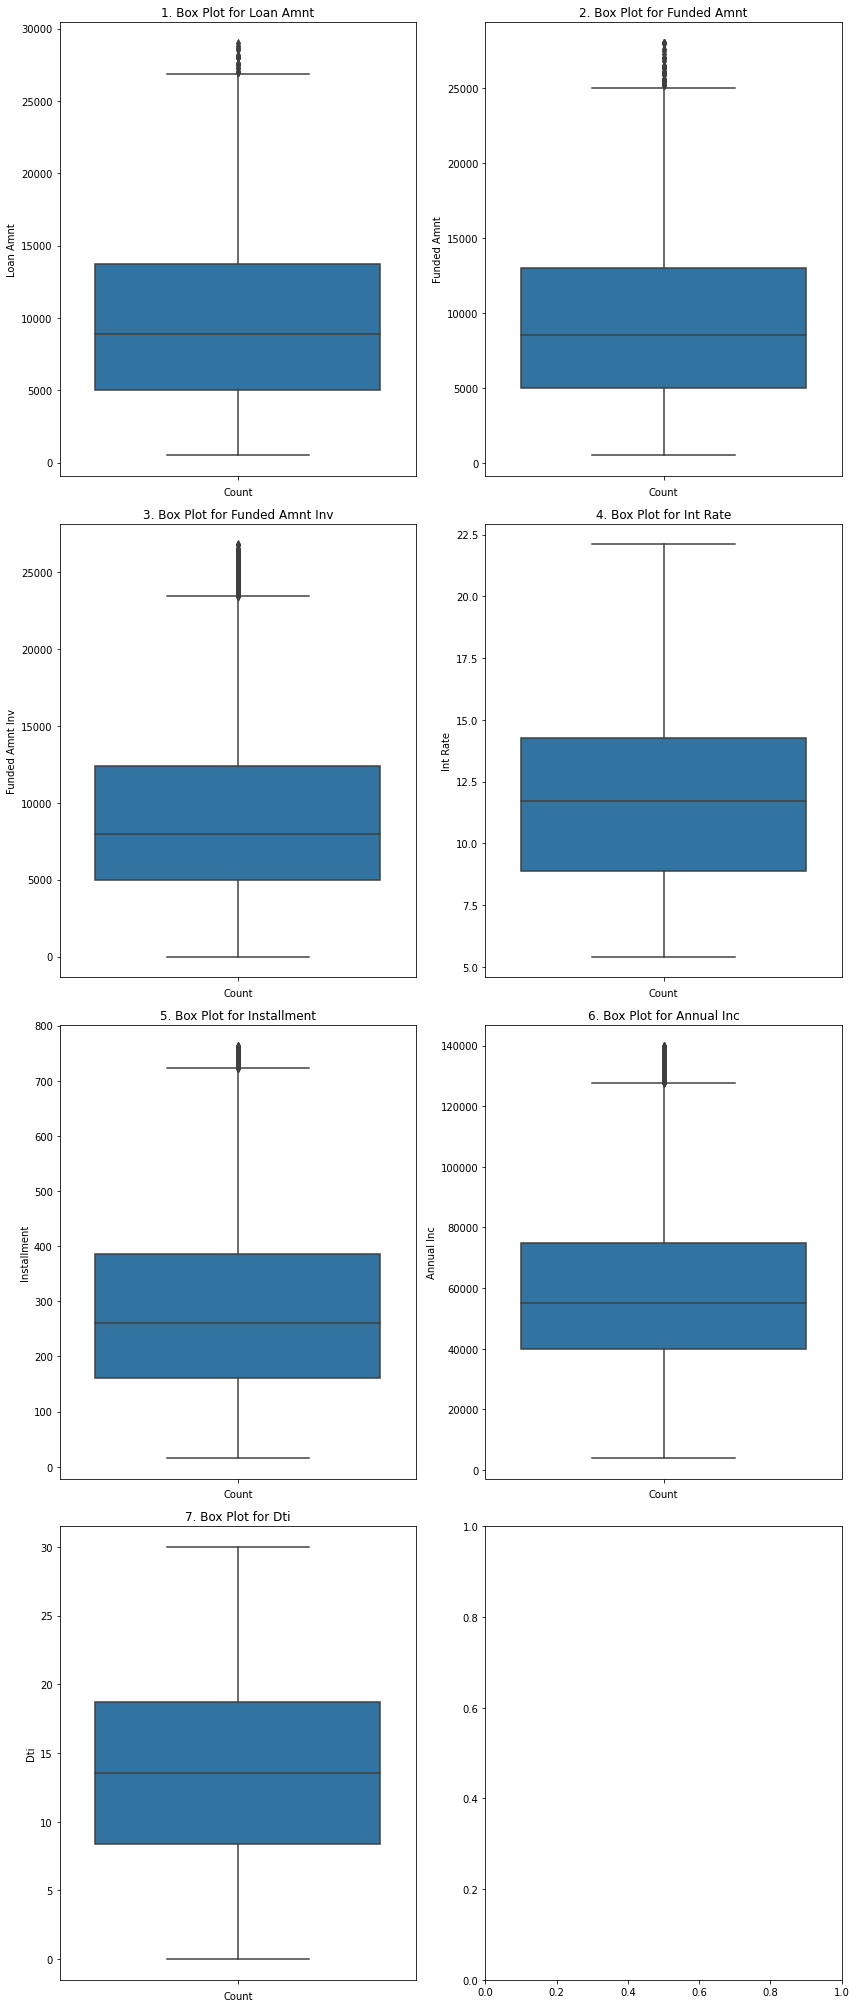 1. Box Plot for Loan Amnt
30000
25000
20000
15000
10000
5000
0
Loan Amnt
Count
2. Box Plot for Funded Amnt
25000
20000
15000
10000
5000
0
Funded Amnt
Count
3. Box Plot for Funded Amnt Inv
25000
20000
15000
10000
5000
0
Funded Amnt Inv
Count
4. Box Plot for Int Rate
22.5
20.0
17.5
15.0
12.5
10.0
7.5
5.0
Int Rate
Count
5. Box Plot for Installment
800
700
600
500
400
300
200
100
0
Installment
Count
6. Box Plot for Annual Inc
140000
120000
100000
80000
60000
40000
20000
0
Annual Inc
Count
7. Box Plot for Dti
30
25
20
15
10
5
0
Dti
Count
1.0
0.8
0.6
0.4
0.2
0.0
0.0 0.2 0.4 0.6 0.8 1.0